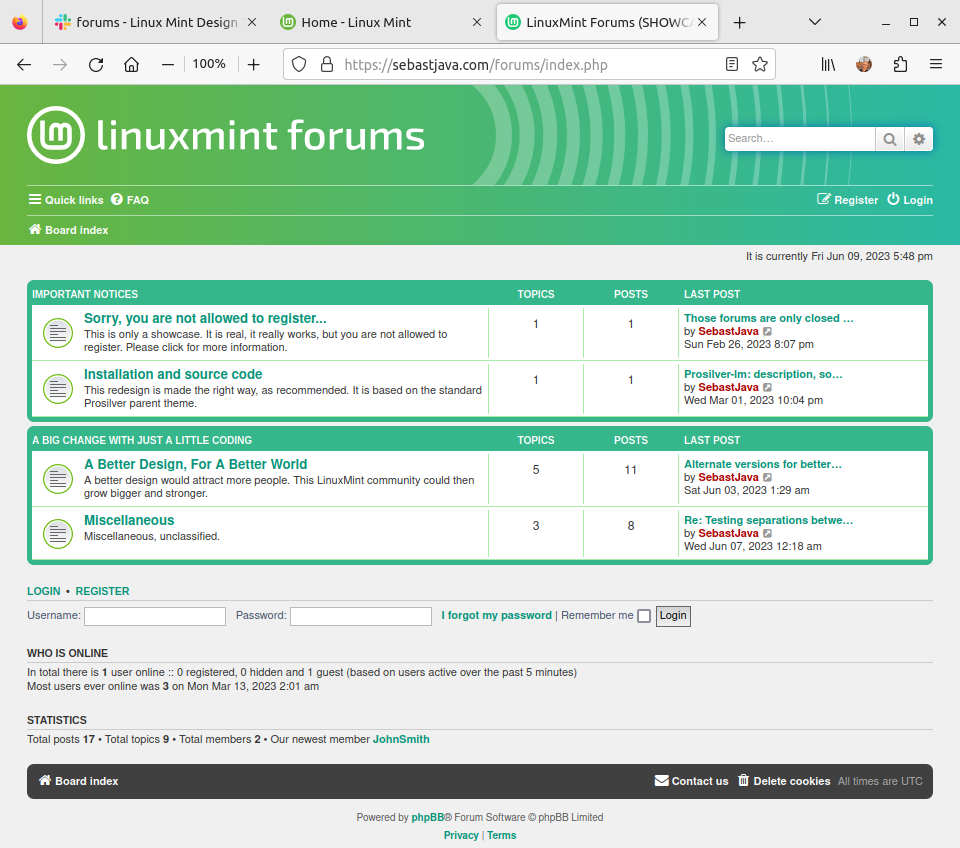 forums - Linux Mint Design
Home - Linux Mint
LinuxMint Forums (SHOWCA
100%
https://sebastjava.com/forums/index.php
lm linuxmint forums
Search…
Quick links FAQ
Register Login
Board index
It is currently Fri Jun 09, 2023 5:48 pm
IMPORTANT NOTICES TOPICS POSTS LAST POST
Sorry, you are not allowed to register...
This is only a showcase. It is real, it really works, but you are not allowed to
register. Please click for more information.
1 1
Those forums are only closed …
by SebastJava
Sun Feb 26, 2023 8:07 pm
Installation and source code
This redesign is made the right way, as recommended. It is based on the standard
Prosilver parent theme.
1 1
Prosilver-lm: description, so…
by SebastJava
Wed Mar 01, 2023 10:04 pm
A BIG CHANGE WITH JUST A LITTLE CODING TOPICS POSTS LAST POST
A Better Design, For A Better World
A better design would attract more people. This LinuxMint community could then
grow bigger and stronger.
5 11
Alternate versions for better…
by SebastJava
Sat Jun 03, 2023 1:29 am
Miscellaneous
Miscellaneous, unclassified.
3 8
Re: Testing separations betwe…
by SebastJava
Wed Jun 07, 2023 12:18 am
LOGIN • REGISTER
Username: Password: I forgot my password | Remember me Login
WHO IS ONLINE
In total there is 1 user online :: 0 registered, 0 hidden and 1 guest (based on users active over the past 5 minutes)
Most users ever online was 3 on Mon Mar 13, 2023 2:01 am
STATISTICS
Total posts 17 • Total topics 9 • Total members 2 • Our newest member JohnSmith
Board index Contact us Delete cookies All times are UTC
Powered by phpBB® Forum Software © phpBB Limited
Privacy | Terms